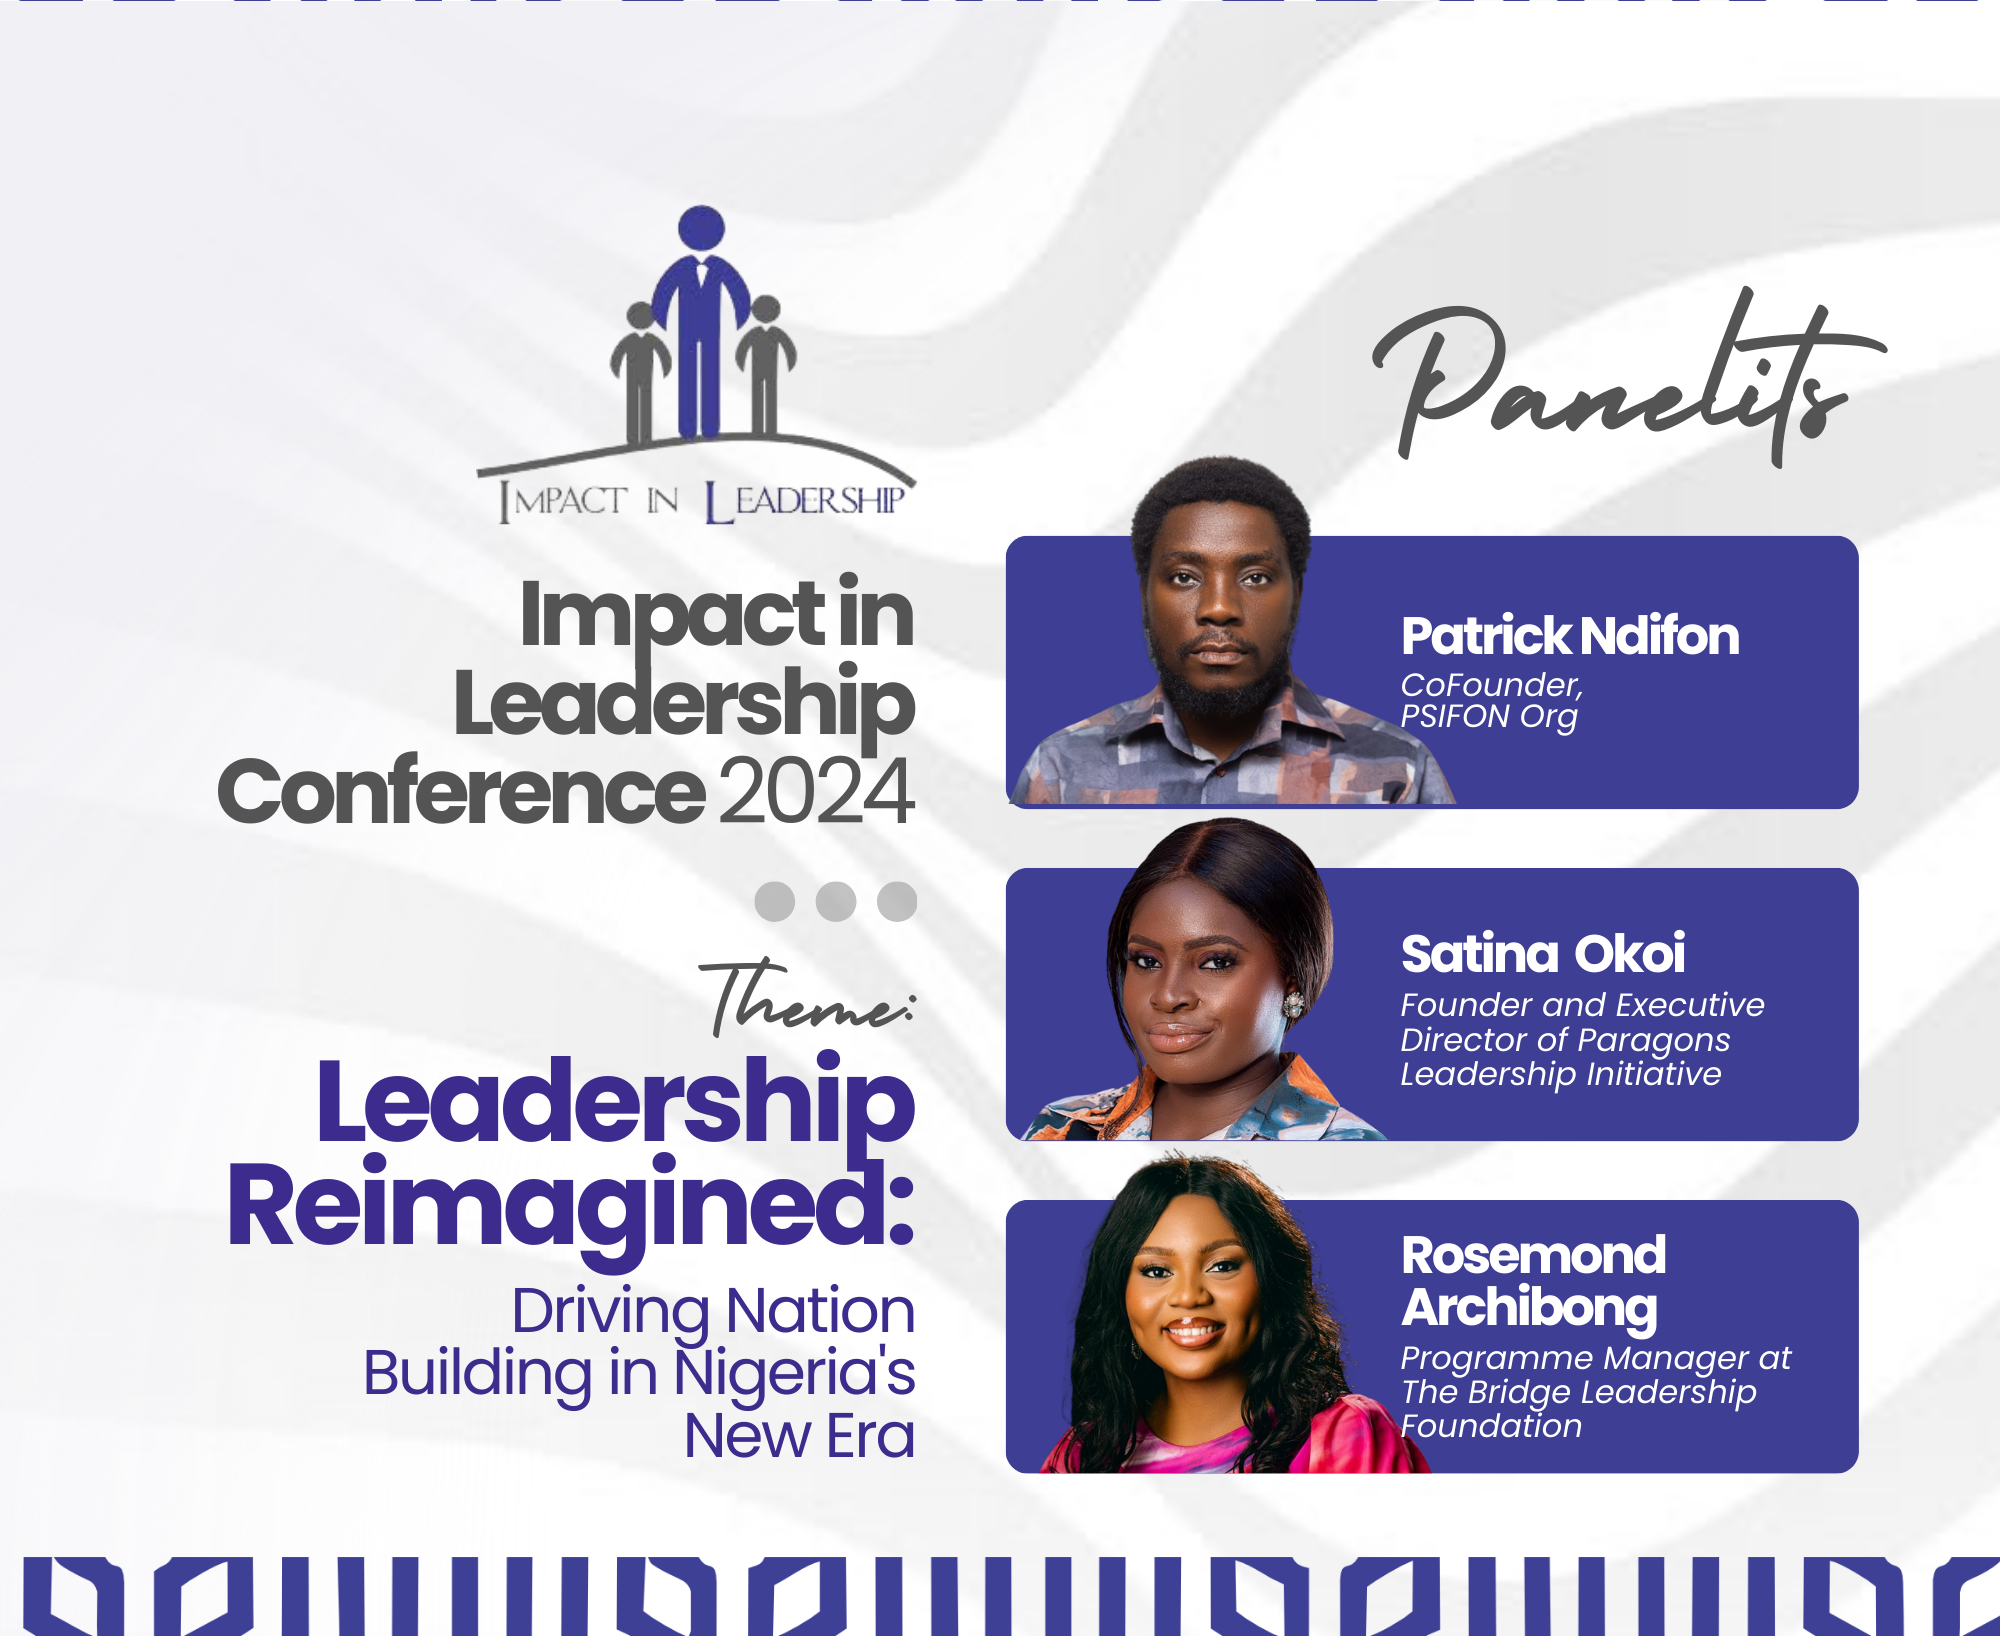 IMPACT IN LEADERSHIP
Impact in
Leadership
Conference 2024
Theme:
Leadership
Reimagined:
Driving Nation
Building in Nigeria's
New Era
Panelits
Patrick Ndifon
CoFounder,
PSIFON Org
Satina Okoi
Founder and Executive
Director of Paragons
Leadership Initiative
Rosemond
Archibong
Programme Manager at
The Bridge Leadership
Foundation